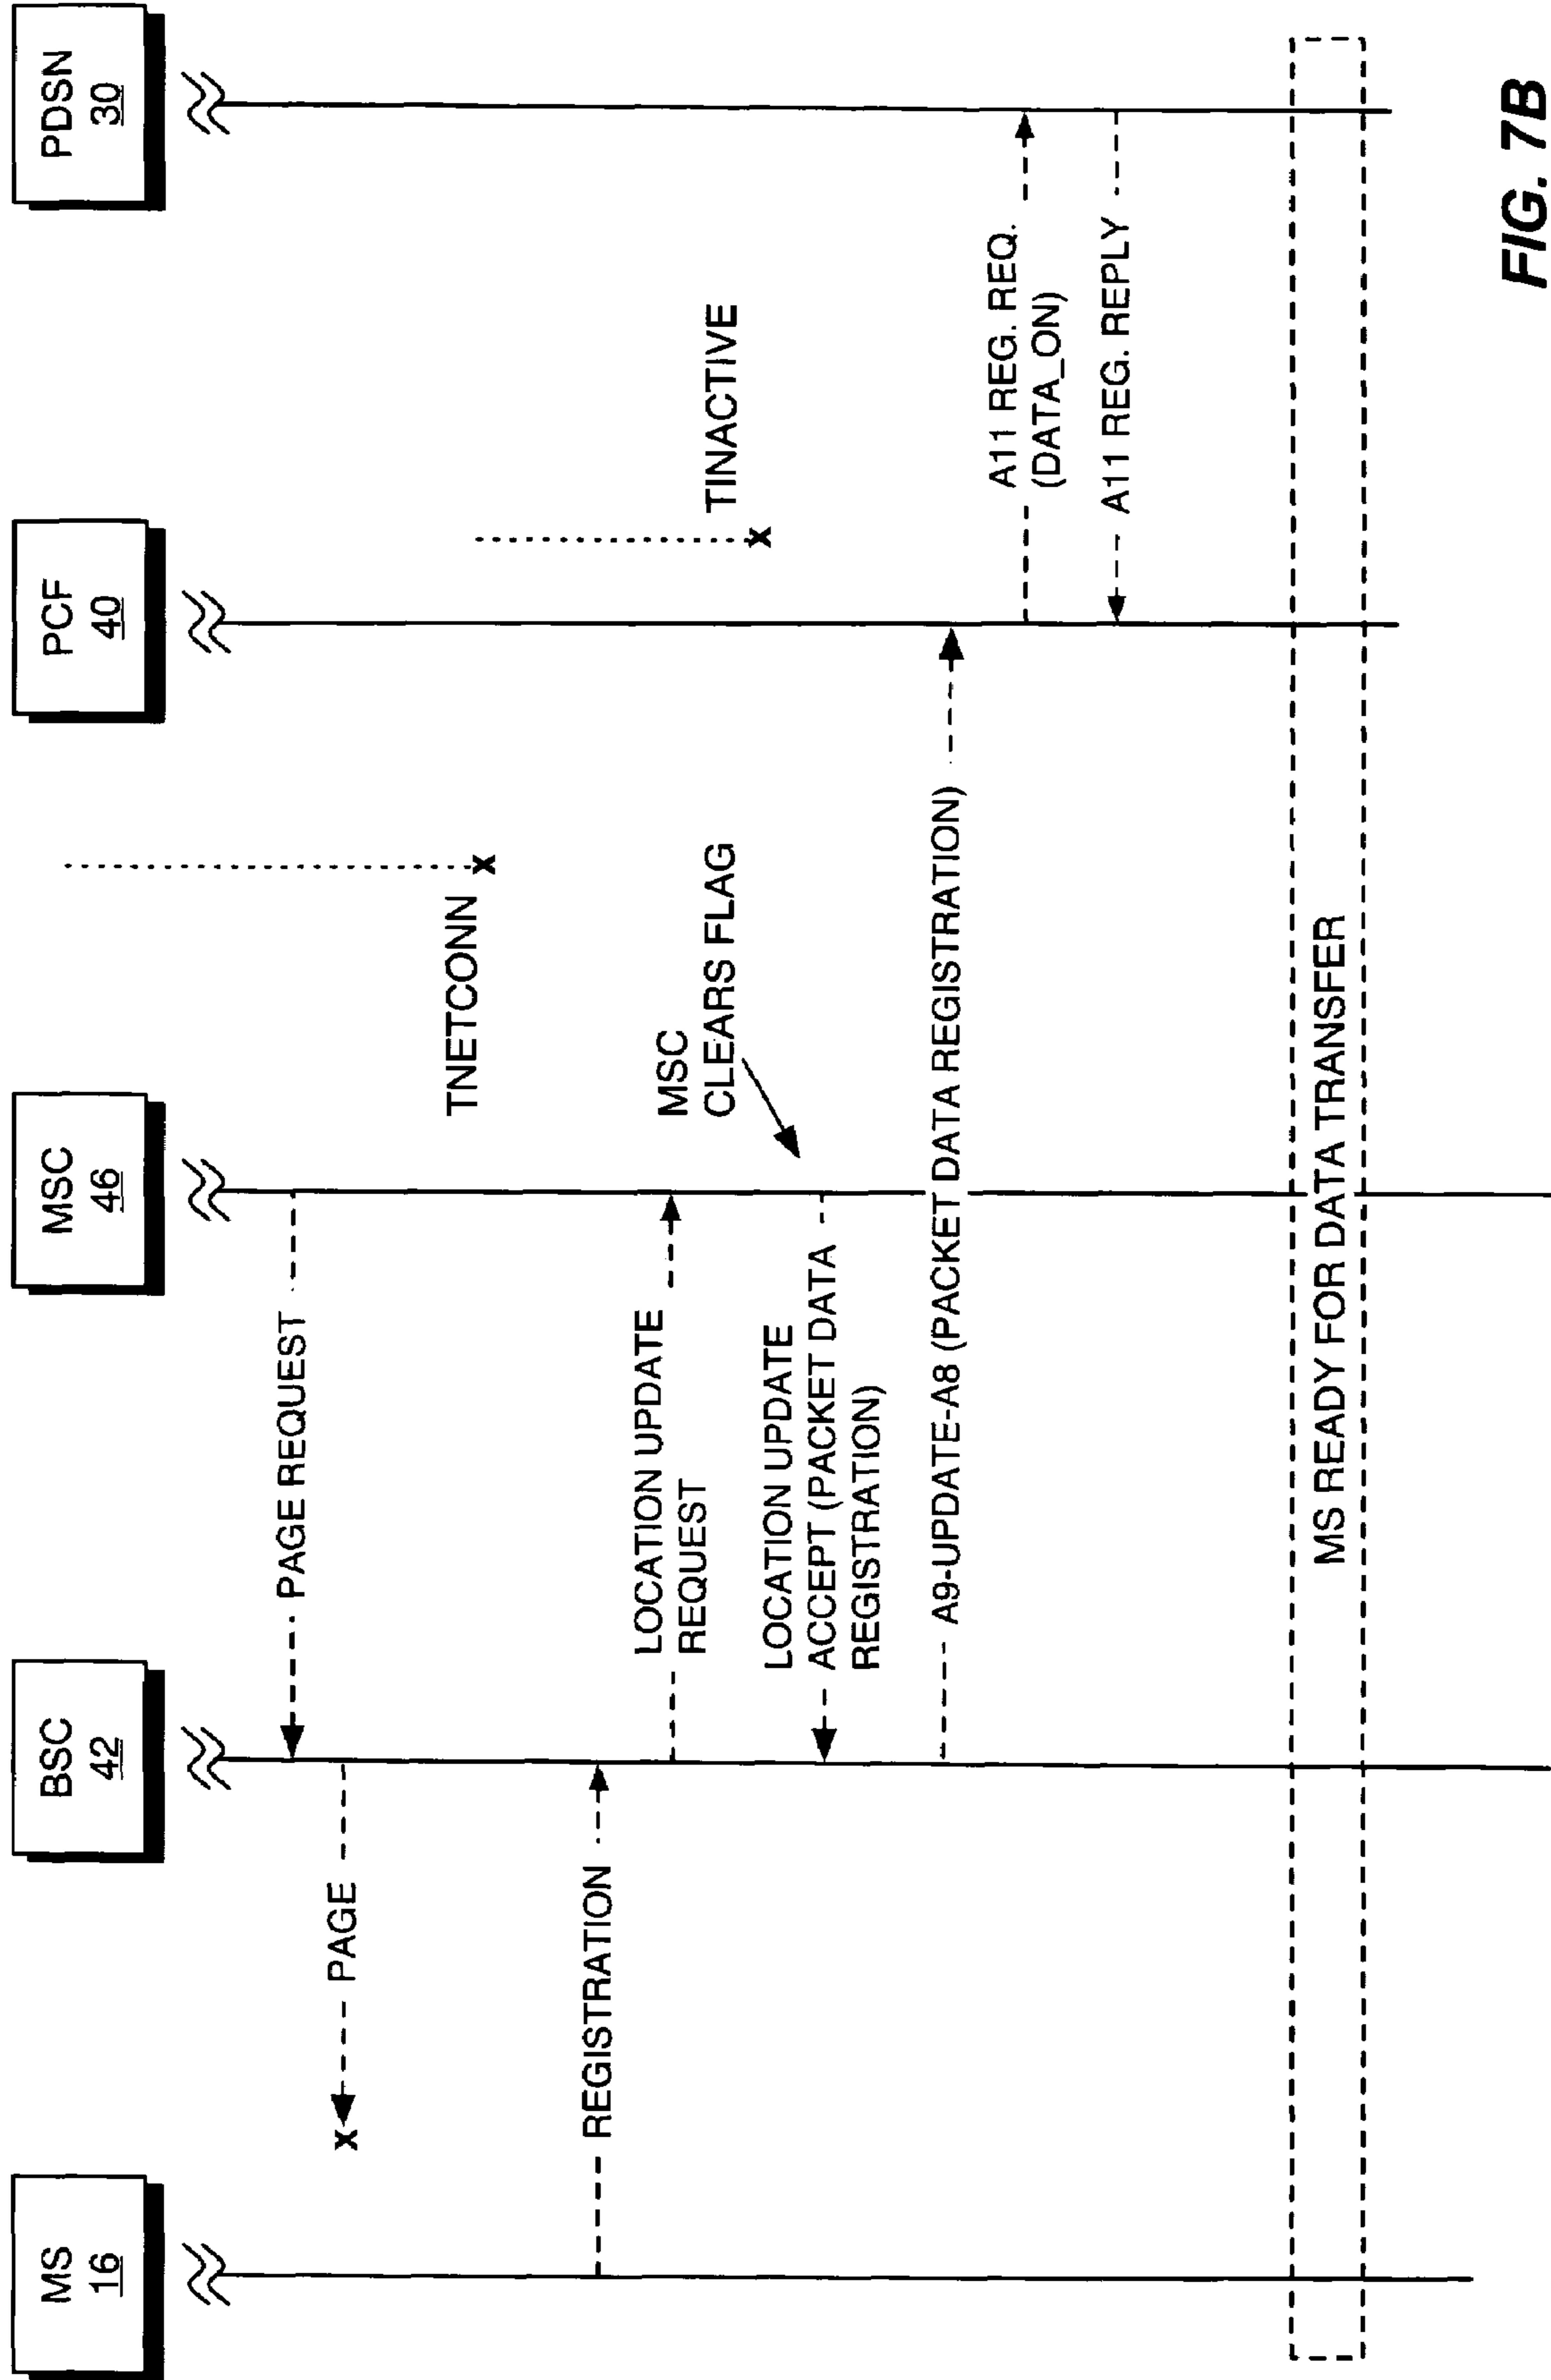 MS
16
BSC
42
MSC
46
PCF
40
PDSN
30
PAGE REQUEST
PAGE
TNETCONN
REGISTRATION
LOCATION UPDATE
REQUEST
MSC
CLEARS FLAG
TINACTIVE
LOCATION UPDATE
ACCEPT (PACKET DATA
REGISTRATION)
A9-UPDATE-A8 (PACKET DATA REGISTRATION)
A11 REG. REQ.
(DATA_ON)
A11 REG. REPLY
MS READY FOR DATA TRANSFER
FIG. 7B